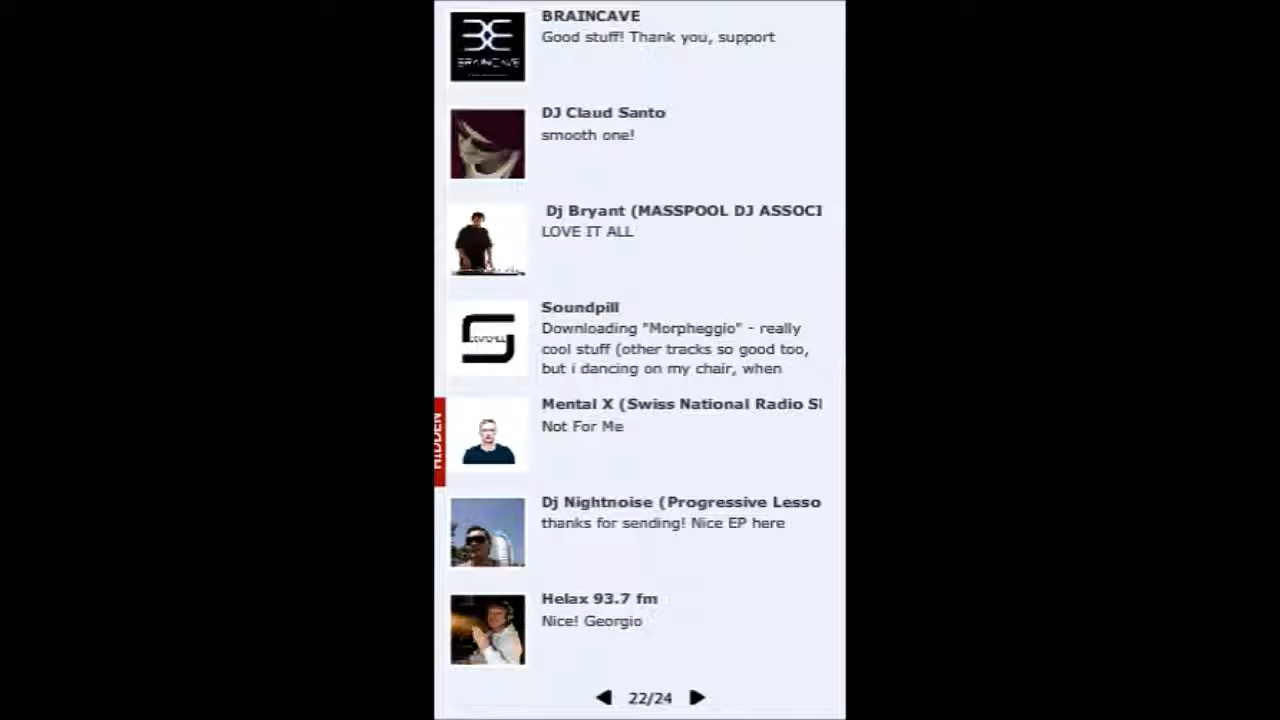 BRAINCAVE
Good stuff! Thank you, support
BRAINCAVE
DJ Claud Santo
smooth one!
Dj Bryant (MASSPOOL DJ ASSOCI
LOVE IT ALL
Soundpill
Downloading "Morpheggio" - really
cool stuff (other tracks so good too,
but i dancing on my chair, when
HIDDEN
Mental X (Swiss National Radio S
Not For Me
Dj Nightnoise (Progressive Lesso
thanks for sending! Nice EP here
Helax 93.7 fm
Nice! Georgio
22/24